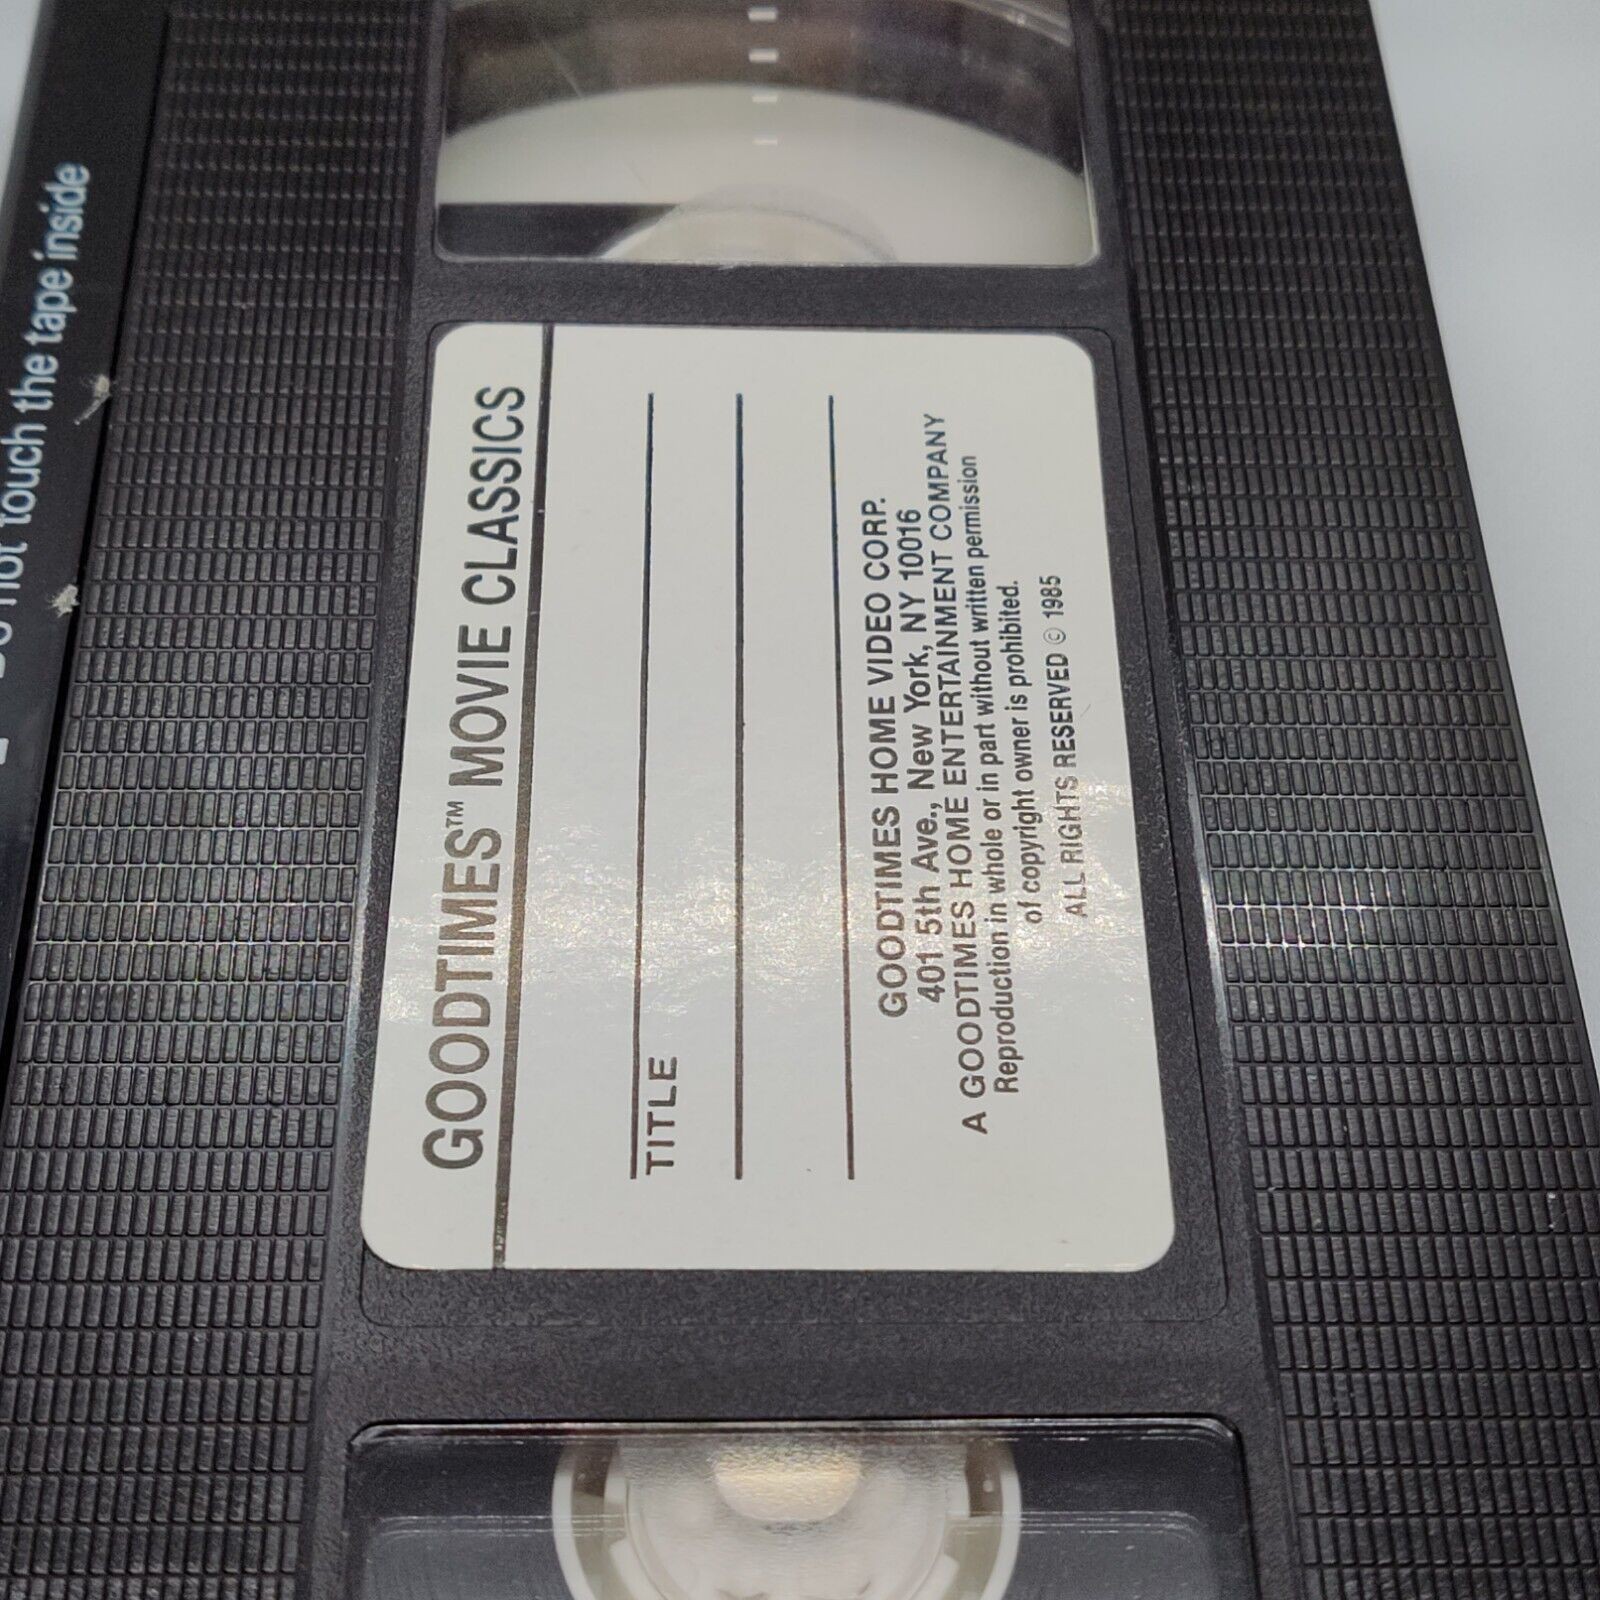 GOODTIMES™ MOVIE CLASSICS
TITLE
GOODTIMES HOME VIDEO CORP.
401 5th Ave., New York, NY 10016
A GOODTIMES HOME ENTERTAINMENT COMPANY
Reproduction in whole or in part without written permission
of copyright owner is prohibited.
ALL RIGHTS RESERVED © 1985
Do not touch the tape inside